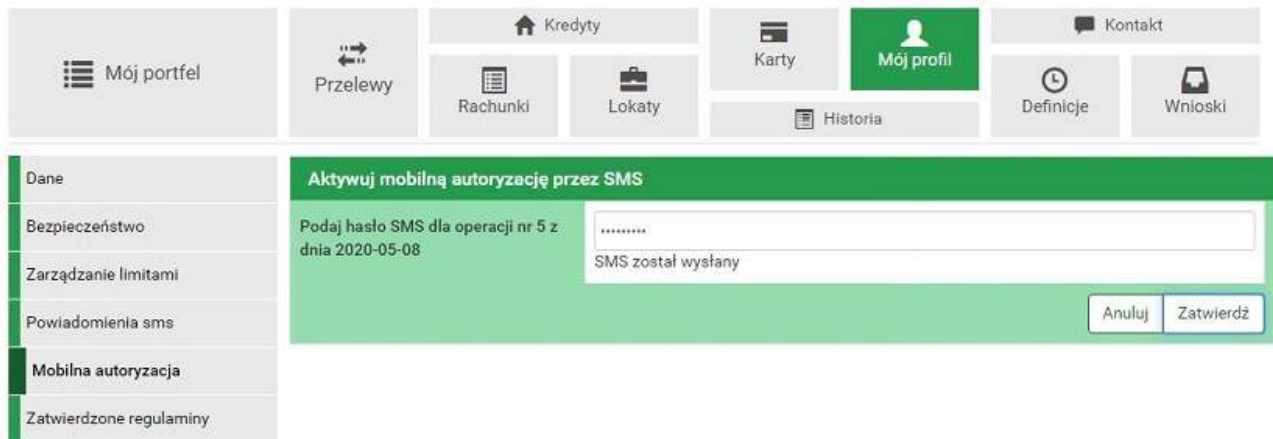 Mój portfel
Przelewy
Kredyty
Rachunki
Lokaty
Karty
Mój profil
Historia
Kontakt
Definicje
Wnioski
Dane
Bezpieczeństwo
Zarządzanie limitami
Powiadomienia sms
Mobilna autoryzacja
Zatwierdzone regulaminy
Aktywuj mobilną autoryzację przez SMS
Podaj hasło SMS dla operacji nr 5 z
dnia 2020-05-08
•••••••••
SMS został wysłany
Anuluj
Zatwierdź